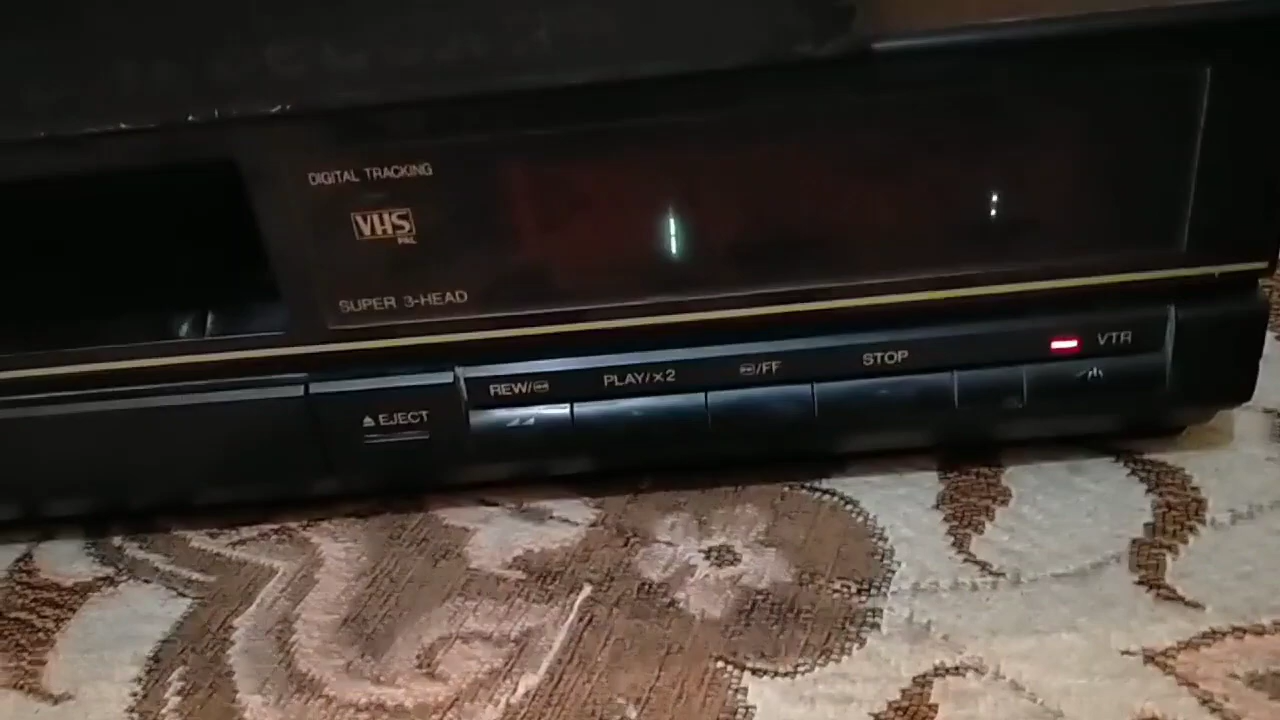 DIGITAL TRACKING
VHS
PAL
SUPER 3-HEAD
EJECT
REW/
PLAY/×2
/FF
STOP
VTR